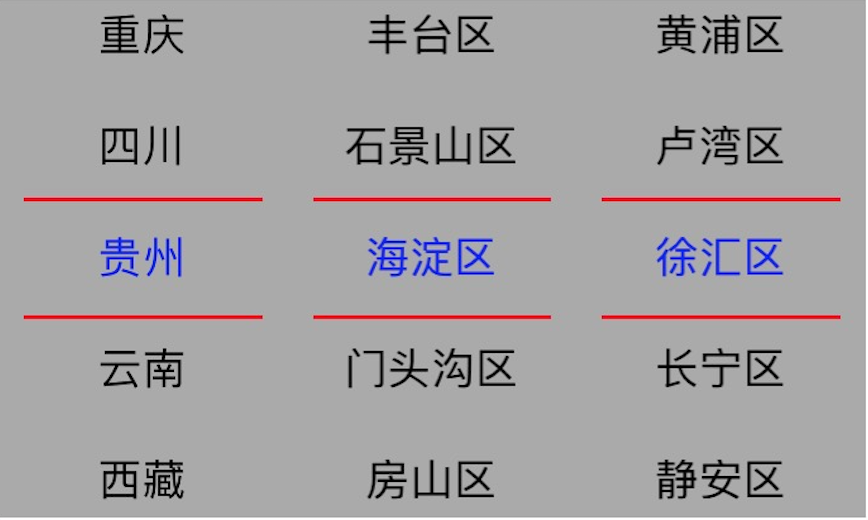 重庆 丰台区 黄浦区
四川 石景山区 卢湾区
贵州 海淀区 徐汇区
云南 门头沟区 长宁区
西藏 房山区 静安区